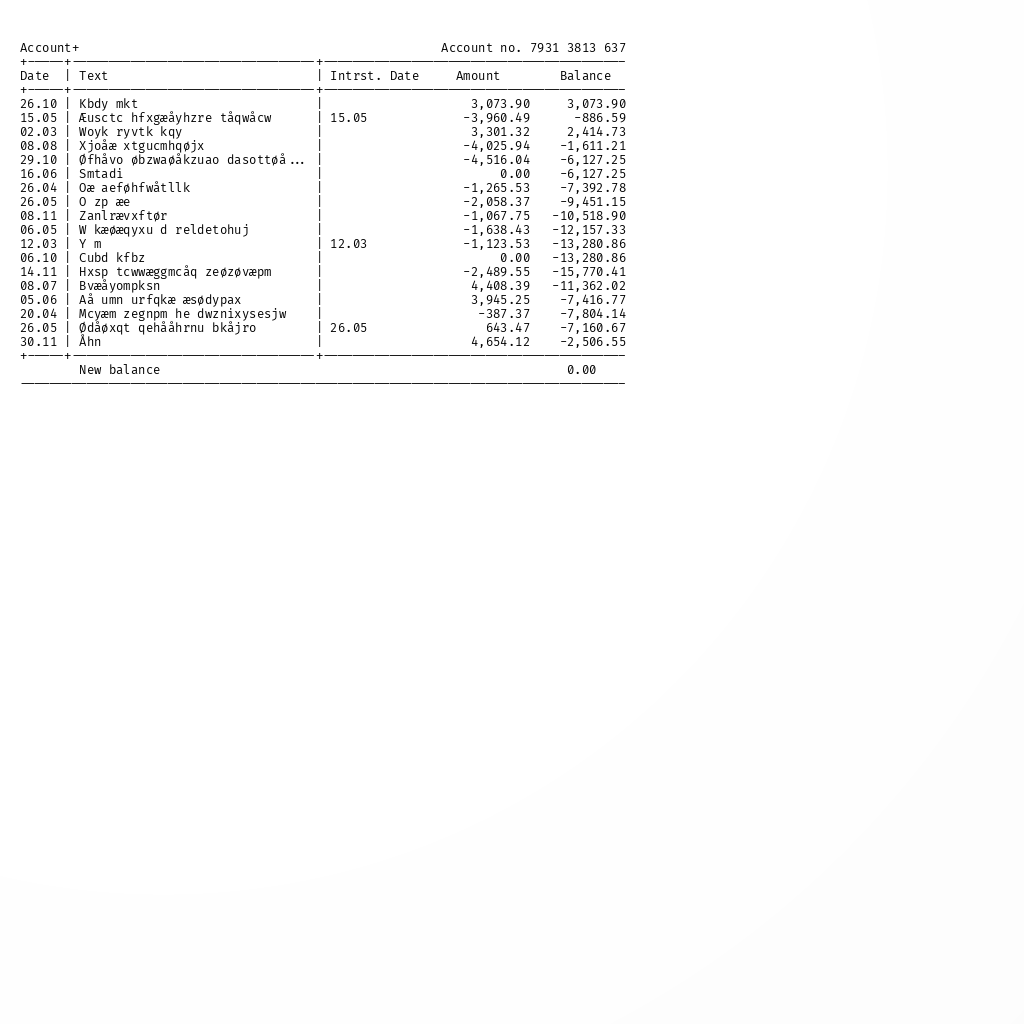 Account+ Account no. 7931 3813 637
Date | Text | Intrst. Date Amount Balance
26.10 | Kbdy mkt | 3,073.90 3,073.90
15.05 | Æusctc hfxgæåyhzre tåqwåcw | 15.05 -3,960.49 -886.59
02.03 | Woyk ryvtk kqy | 3,301.32 2,414.73
08.08 | Xjoåæ xtgucmhqøjx | -4,025.94 -1,611.21
29.10 | Øfhåvo øbzwaøåkzuao dasottøå... | -4,516.04 -6,127.25
16.06 | Smtadi | 0.00 -6,127.25
26.04 | Oæ aeføhfwåtllk | -1,265.53 -7,392.78
26.05 | O zp æe | -2,058.37 -9,451.15
08.11 | Zanlrævxftør | -1,067.75 -10,518.90
06.05 | W kæøæqyxu d reldetohuj | -1,638.43 -12,157.33
12.03 | Y m | 12.03 -1,123.53 -13,280.86
06.10 | Cubd kfbz | 0.00 -13,280.86
14.11 | Hxsp tcwwæggmcåq zeøzøvæpm | -2,489.55 -15,770.41
08.07 | Bvæåyompksn | 4,408.39 -11,362.02
05.06 | Aå umn urfqkæ æsødypax | 3,945.25 -7,416.77
20.04 | Mcyæm zegnpm he dwznixysesjw | -387.37 -7,804.14
26.05 | Ødåøxqt qehååhrnu bkåjro | 26.05 643.47 -7,160.67
30.11 | Åhn | 4,654.12 -2,506.55
New balance 0.00